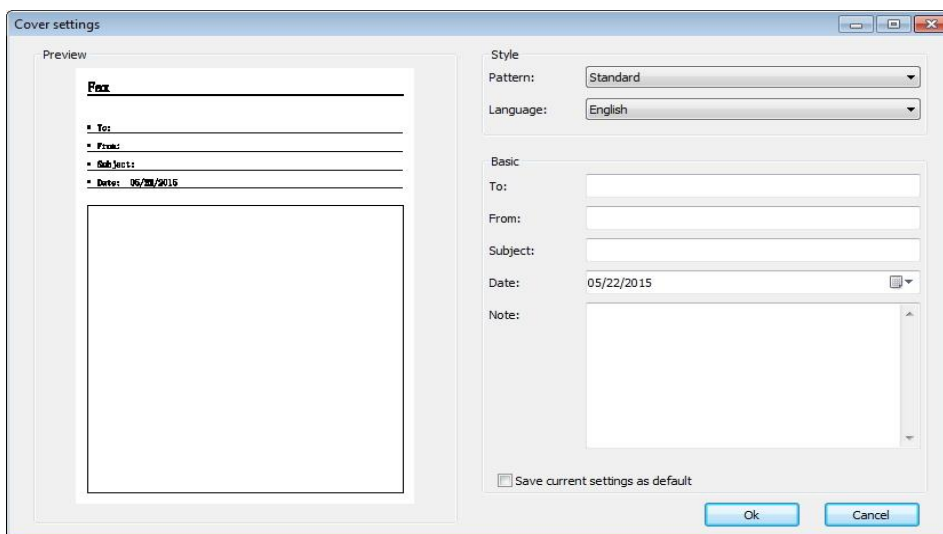 Cover settings
Preview
Fax
To:
From:
Subject:
Date: 05/22/2015
Style
Pattern: Standard
Language: English
Basic
To:
From:
Subject:
Date: 05/22/2015
Note:
Save current settings as default
Ok Cancel